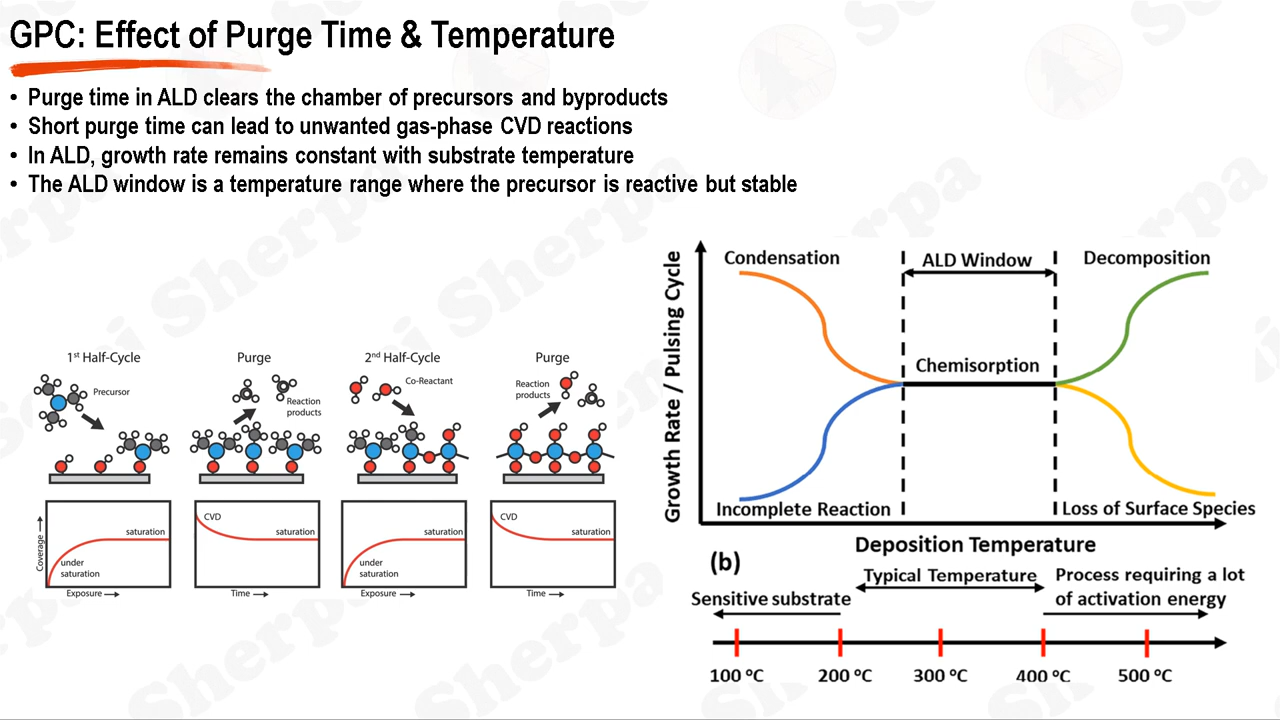 GPC: Effect of Purge Time & Temperature
• Purge time in ALD clears the chamber of precursors and byproducts
• Short purge time can lead to unwanted gas-phase CVD reactions
• In ALD, growth rate remains constant with substrate temperature
• The ALD window is a temperature range where the precursor is reactive but stable
1st Half-Cycle
Purge
2nd Half-Cycle
Purge
Precursor
Reaction
products
Co-Reactant
Reaction
products
Coverage
saturation
under
saturation
Exposure
CVD
saturation
Time
saturation
under
saturation
Exposure
CVD
saturation
Time
Growth Rate / Pulsing Cycle
Condensation
ALD Window
Decomposition
Chemisorption
Incomplete Reaction
Loss of Surface Species
Deposition Temperature
(b)
Sensitive substrate
Typical Temperature
Process requiring a lot
of activation energy
100 °C
200 °C
300 °C
400 °C
500 °C
Sherpa
Sherpa
Sherpa
Sherpa